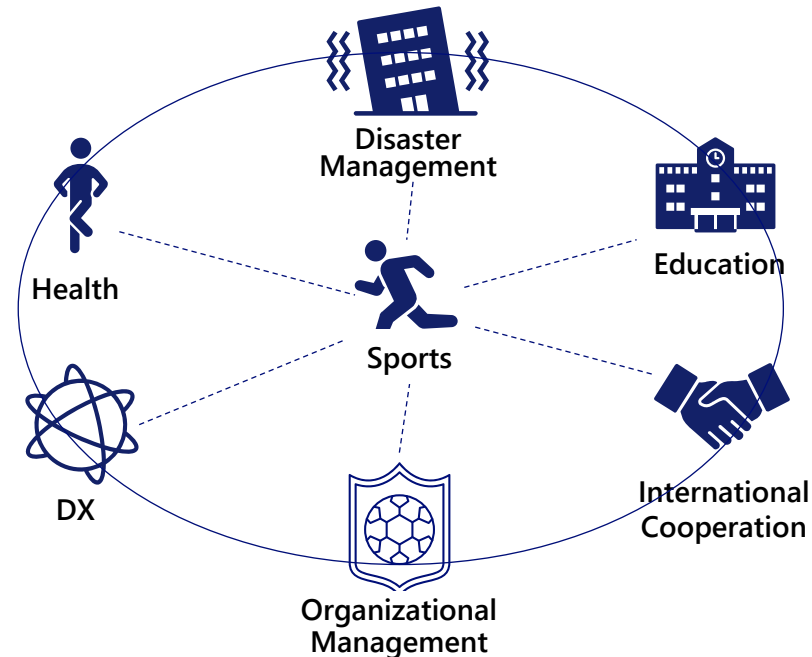 Disaster
Management
Education
Health
Sports
International
Cooperation
DX
Organizational
Management